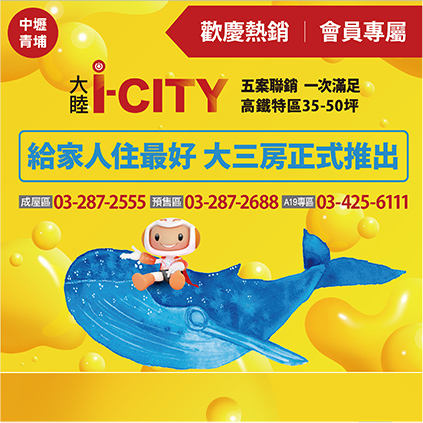 中壢
青埔
歡慶熱銷｜會員專屬
大陸 i-CITY
五案聯銷 一次滿足
高鐵特區35-50坪
給家人住最好 大三房正式推出
成屋區 03-287-2555 預售區 03-287-2688 A19專區 03-425-6111